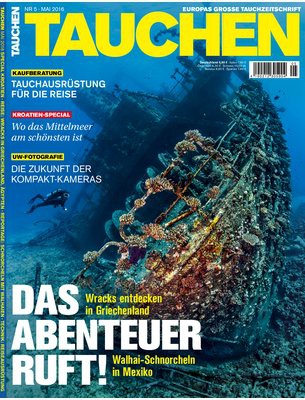 TAUCHEN
NR 5 · MAI 2016
EUROPAS GROSSE TAUCHZEITSCHRIFT
TAUCHEN
KAUFBERATUNG
TAUCHAUSRÜSTUNG
FÜR DIE REISE
KROATIEN-SPECIAL
Wo das Mittelmeer
am schönsten ist
UW-FOTOGRAFIE
DIE ZUKUNFT DER
KOMPAKT-KAMERAS
DAS
ABENTEUER
RUFT!
Wracks entdecken
in Griechenland
Walhai-Schnorcheln
in Mexiko